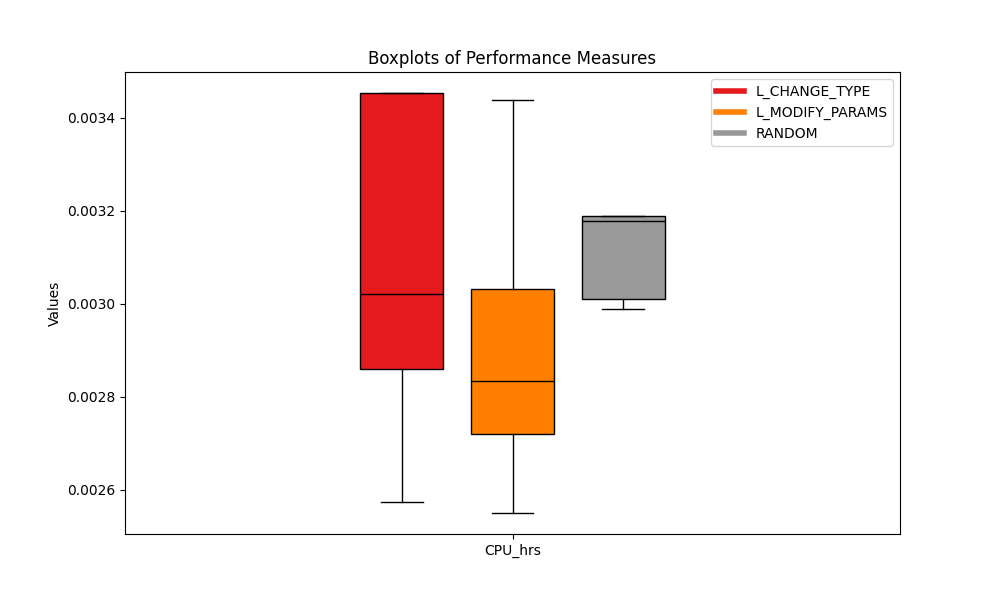 Boxplots of Performance Measures
L_CHANGE_TYPE
L_MODIFY_PARAMS
RANDOM
Values
0.0034
0.0032
0.0030
0.0028
0.0026
CPU_hrs